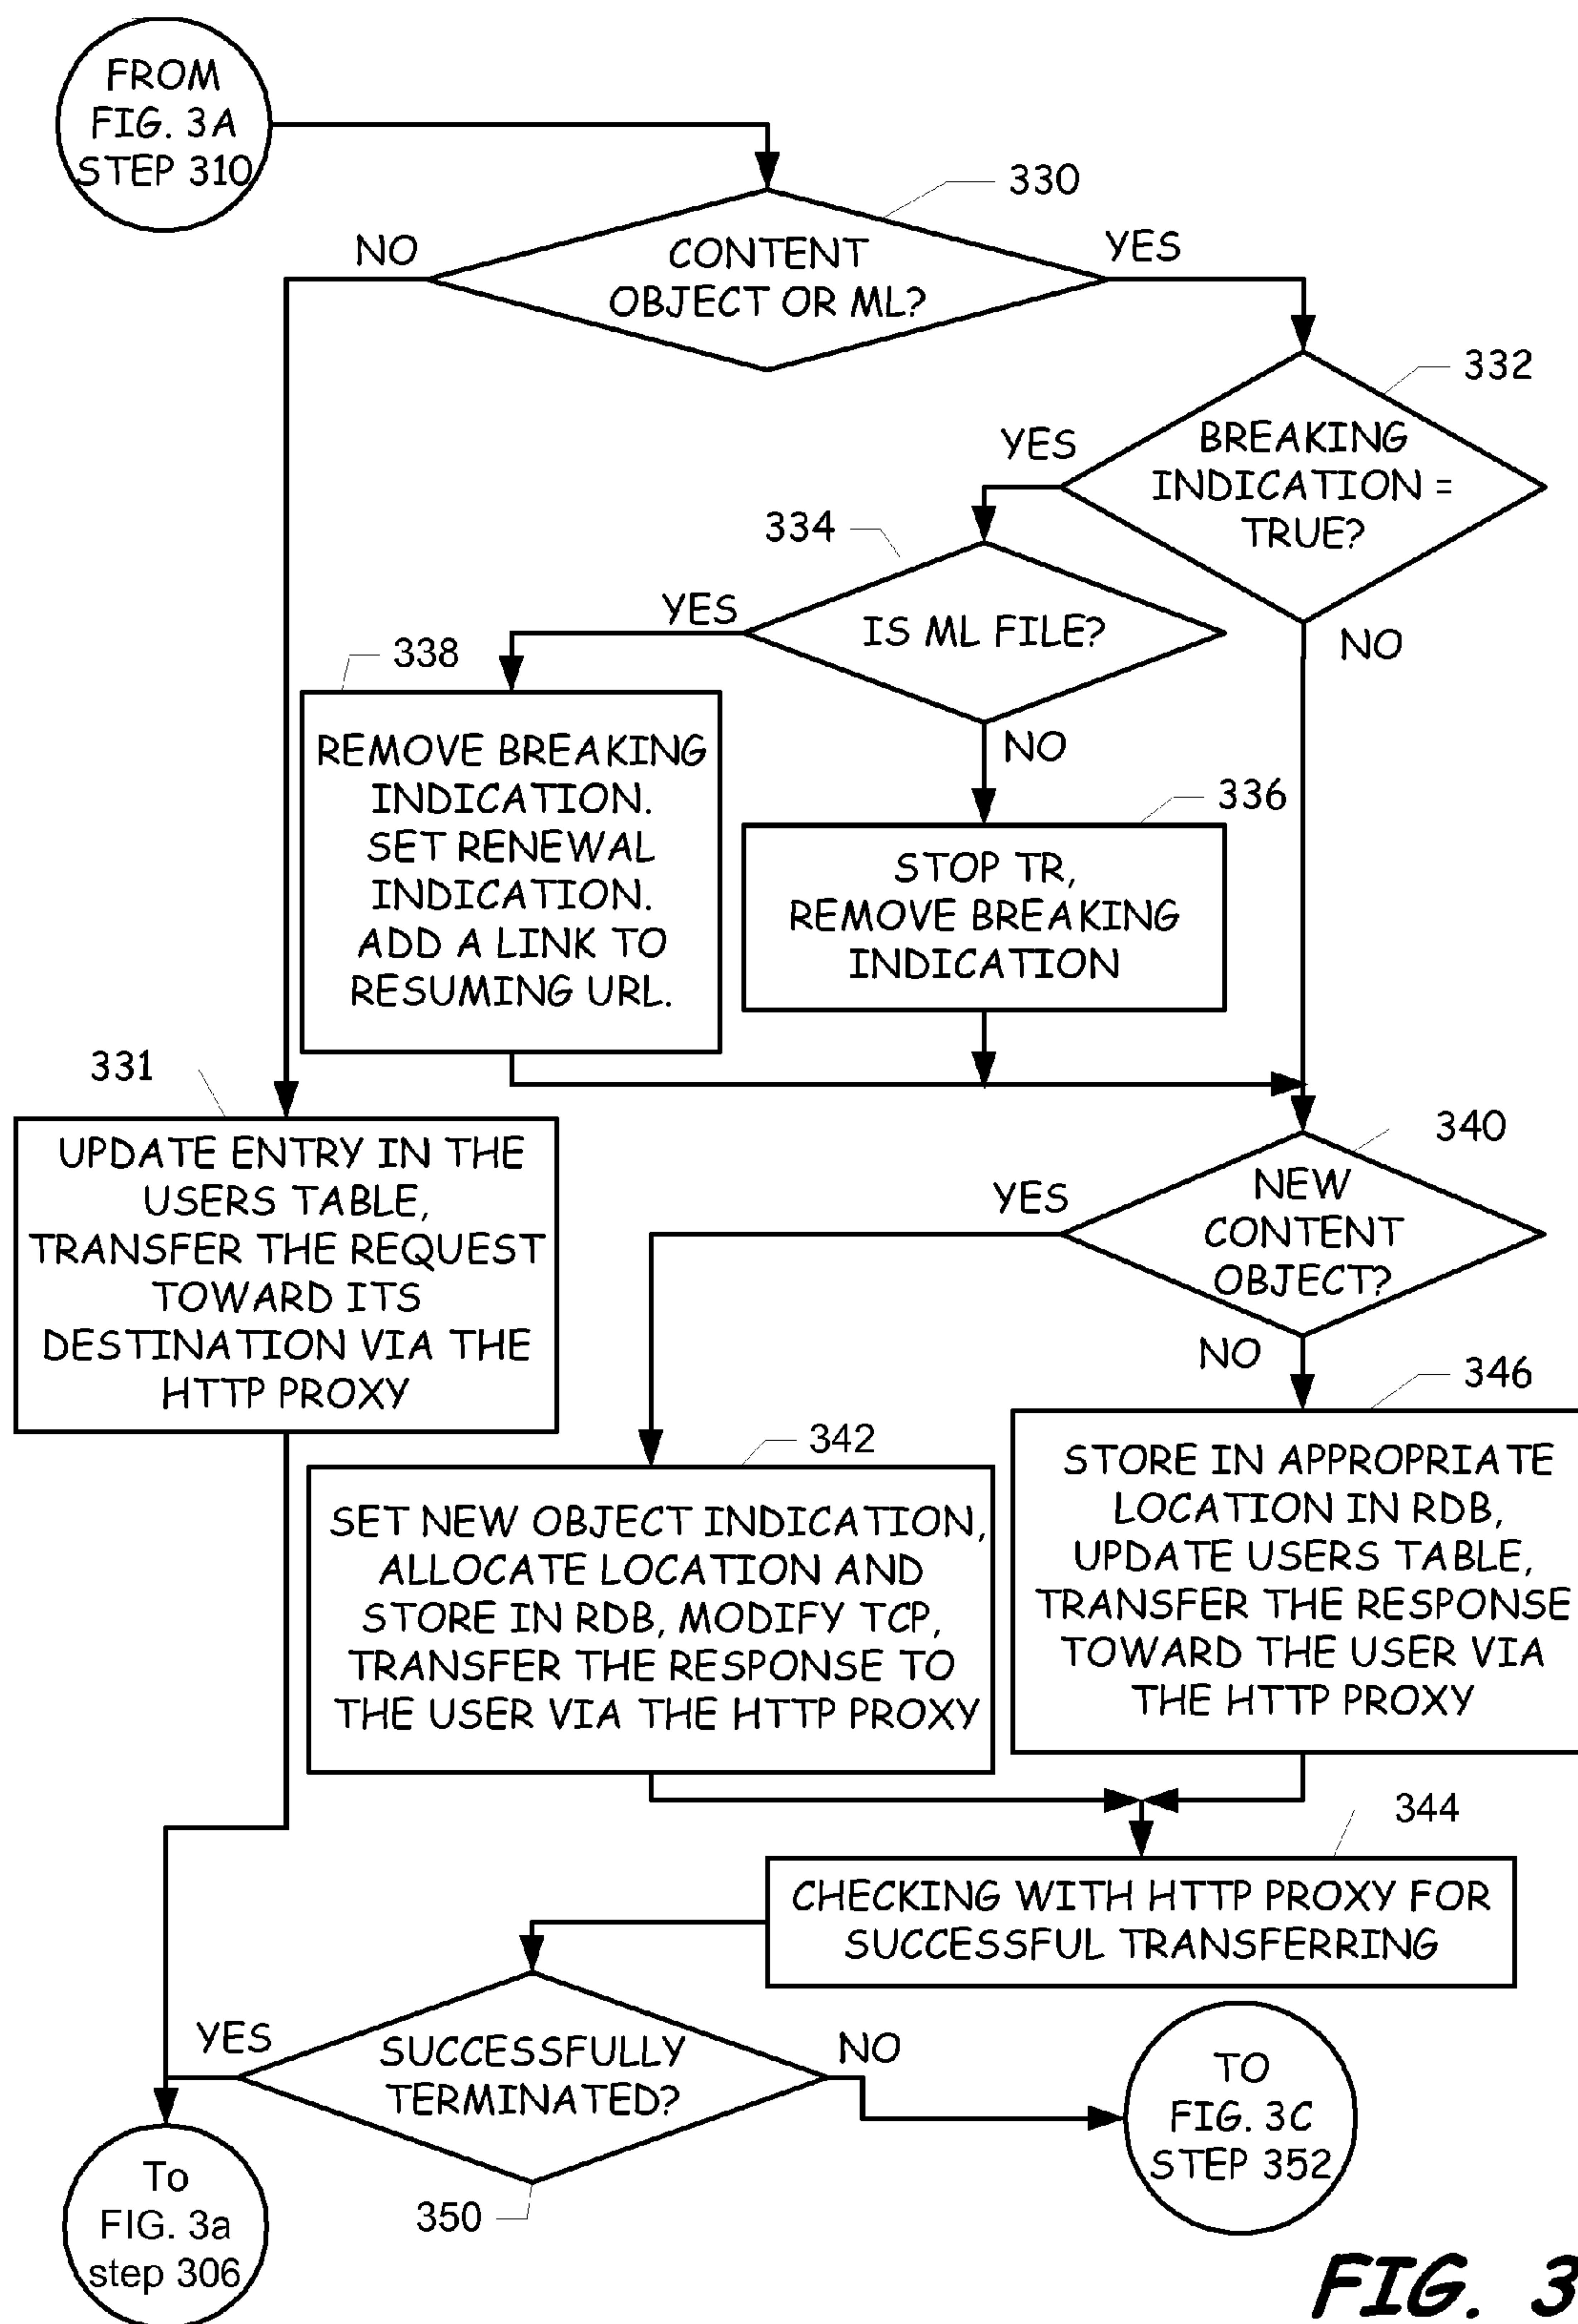 FROM
FIG. 3A
STEP 310
330
NO
CONTENT
OBJECT OR ML?
YES
332
YES
BREAKING
INDICATION =
TRUE?
334
YES
IS ML FILE?
NO
338
NO
REMOVE BREAKING
INDICATION.
SET RENEWAL
INDICATION.
ADD A LINK TO
RESUMING URL.
336
STOP TR,
REMOVE BREAKING
INDICATION
331
UPDATE ENTRY IN THE
USERS TABLE,
TRANSFER THE REQUEST
TOWARD ITS
DESTINATION VIA THE
HTTP PROXY
340
YES
NEW
CONTENT
OBJECT?
NO
346
342
STORE IN APPROPRIATE
LOCATION IN RDB,
UPDATE USERS TABLE,
TRANSFER THE RESPONSE
TOWARD THE USER VIA
THE HTTP PROXY
SET NEW OBJECT INDICATION,
ALLOCATE LOCATION AND
STORE IN RDB, MODIFY TCP,
TRANSFER THE RESPONSE TO
THE USER VIA THE HTTP PROXY
344
CHECKING WITH HTTP PROXY FOR
SUCCESSFUL TRANSFERRING
YES
SUCCESSFULLY
TERMINATED?
NO
350
TO
FIG. 3C
STEP 352
To
FIG. 3a
step 306
FIG. 3